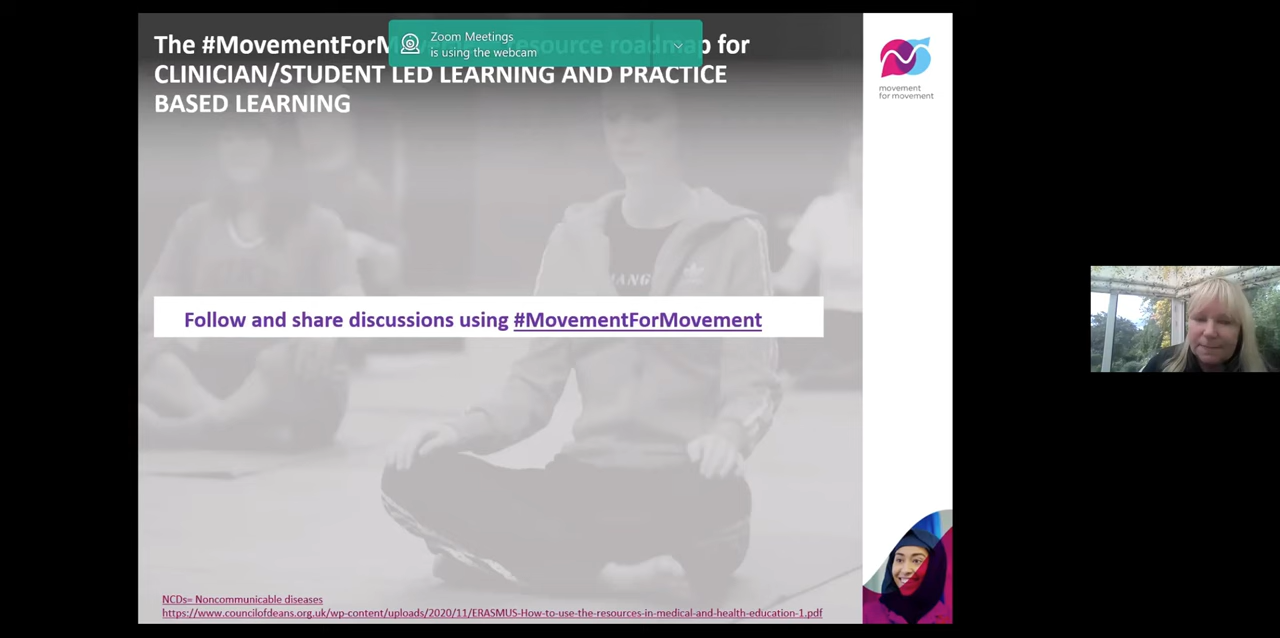 The #MovementForM resource roadmap for
CLINICIAN/STUDENT LED LEARNING AND PRACTICE
BASED LEARNING
Zoom Meetings
is using the webcam
movement
for movement
Follow and share discussions using #MovementForMovement
NCDs= Noncommunicable diseases
https://www.councilofdeans.org.uk/wp-content/uploads/2020/11/ERASMUS-How-to-use-the-resources-in-medical-and-health-education-1.pdf